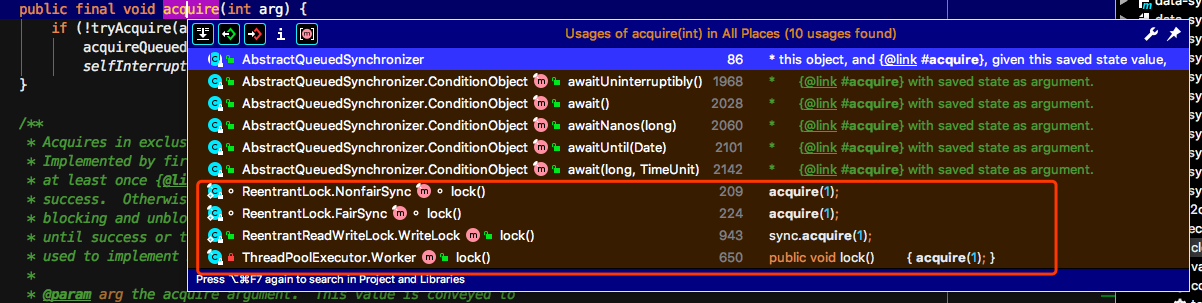 public final void acquire(int arg) {
if (!tryAcquire(a
acquireQueued
selfInterrupt
}
/**
* Acquires in exclus
* Implemented by fir
* at least once {@li
* success. Otherwis
* blocking and unblo
* until success or t
* used to implement
*
* @param arg the acquire argument. This value is conveyed to
Usages of acquire(int) in All Places (10 usages found)
AbstractQueuedSynchronizer 86 * this object, and {@link #acquire}, given this saved state value,
AbstractQueuedSynchronizer.ConditionObject awaitUninterruptibly() 1968 * {@link #acquire} with saved state as argument.
AbstractQueuedSynchronizer.ConditionObject await() 2028 * {@link #acquire} with saved state as argument.
AbstractQueuedSynchronizer.ConditionObject awaitNanos(long) 2060 * {@link #acquire} with saved state as argument.
AbstractQueuedSynchronizer.ConditionObject awaitUntil(Date) 2101 * {@link #acquire} with saved state as argument.
AbstractQueuedSynchronizer.ConditionObject await(long, TimeUnit) 2142 * {@link #acquire} with saved state as argument.
ReentrantLock.NonfairSync lock() 209 acquire(1);
ReentrantLock.FairSync lock() 224 acquire(1);
ReentrantReadWriteLock.WriteLock lock() 943 sync.acquire(1);
ThreadPoolExecutor.Worker lock() 650 public void lock() { acquire(1); }
Press ⌥⌘F7 again to search in Project and Libraries
data-sy